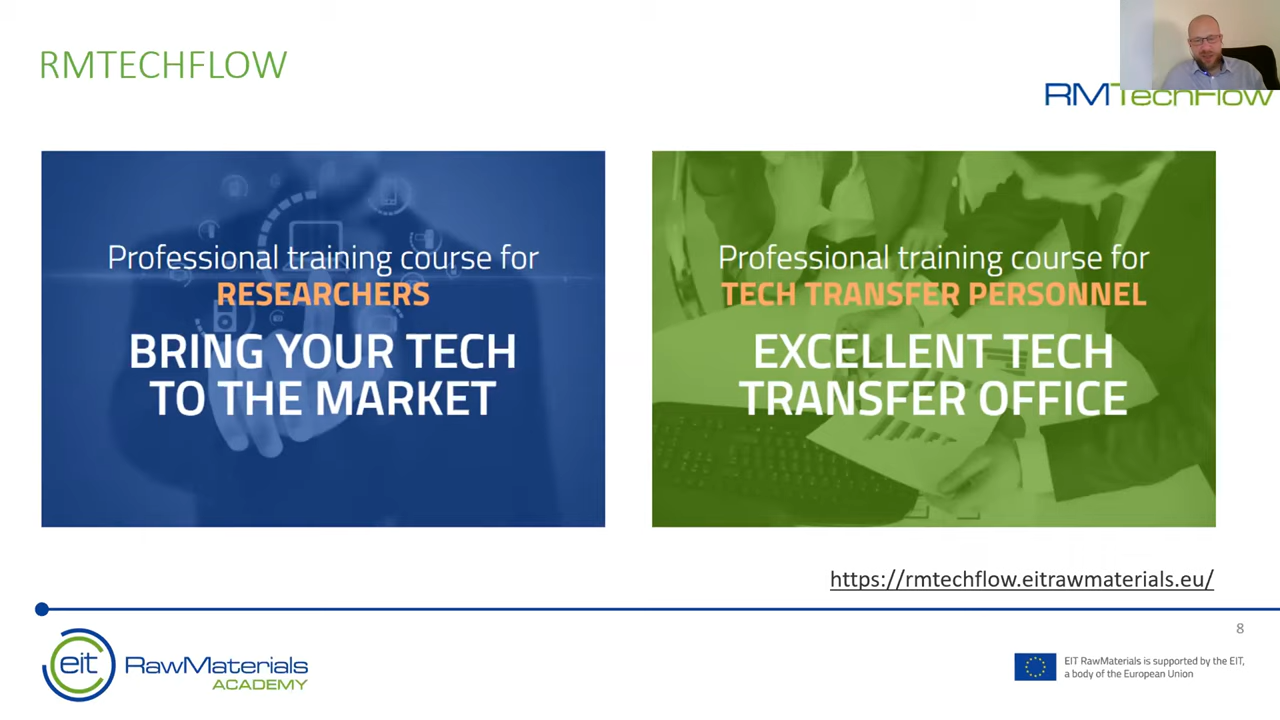 RMTECHFLOW
RMTechFlow
Professional training course for
RESEARCHERS
BRING YOUR TECH
TO THE MARKET
Professional training course for
TECH TRANSFER PERSONNEL
EXCELLENT TECH
TRANSFER OFFICE
https://rmtechflow.eitrawmaterials.eu/
8
eit RawMaterials
ACADEMY
EIT RawMaterials is supported by the EIT,
a body of the European Union